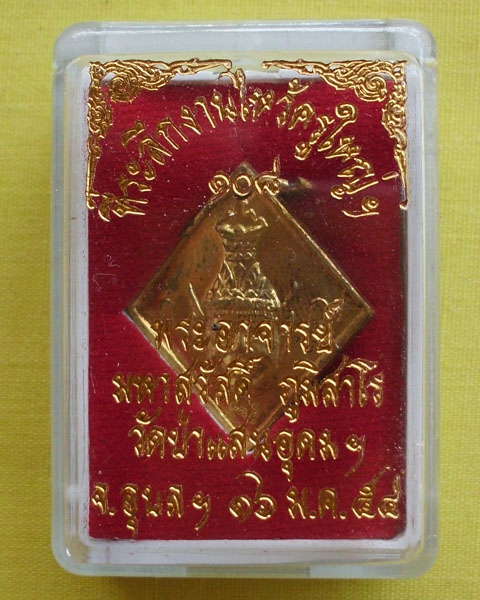 ที่ระลึกงานไหว้ครูใหญ่ฯ
๑๐๘
พระอาจารย์
มหาสวัสดิ์ ภูมิสาโร
วัดป่าแสนอุดมฯ
จ.อุบลฯ ๑๖ ม.ค. ๕๔